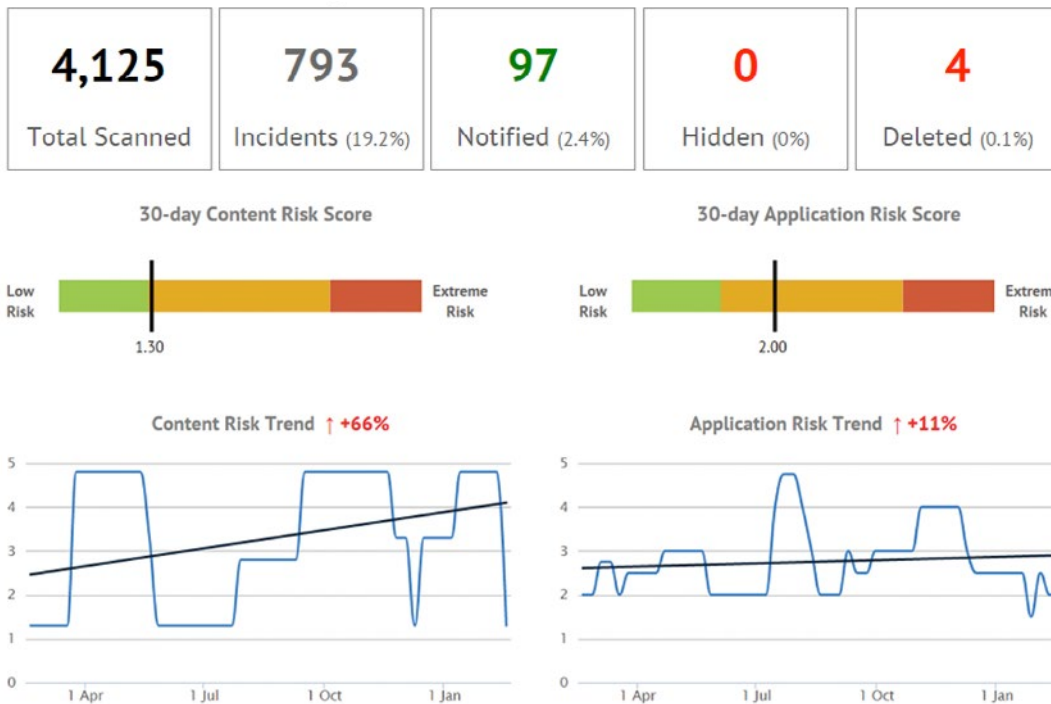 4,125
Total Scanned
793
Incidents (19.2%)
97
Notified (2.4%)
0
Hidden (0%)
4
Deleted (0.1%)
30-day Content Risk Score
Low
Risk
Extreme
Risk
1.30
30-day Application Risk Score
Low
Risk
Extrem
Risk
2.00
Content Risk Trend ↑ +66%
5
4
3
2
1
0
1 Apr
1 Jul
1 Oct
1 Jan
Application Risk Trend ↑ +11%
5
4
3
2
1
0
1 Apr
1 Jul
1 Oct
1 Jan